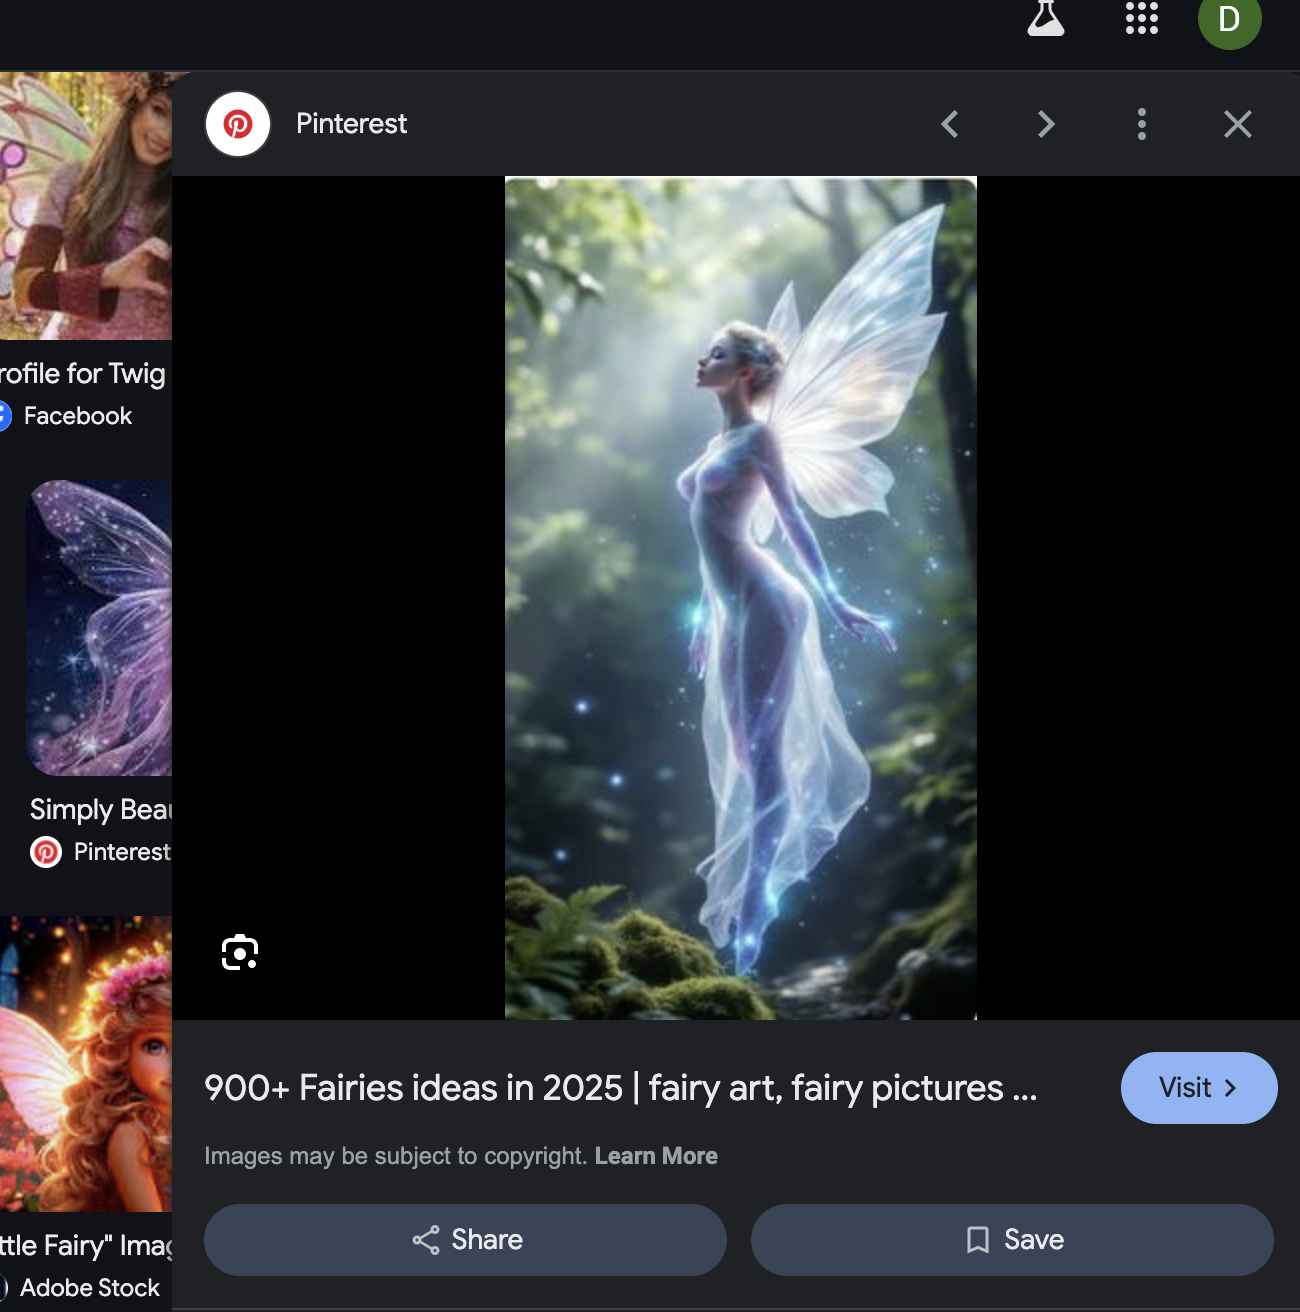 D
Pinterest
rofile for Twig
Facebook
Simply Beau
Pinterest
ttle Fairy" Imag
Adobe Stock
900+ Fairies ideas in 2025 | fairy art, fairy pictures ...
Visit
Images may be subject to copyright. Learn More
Share
Save